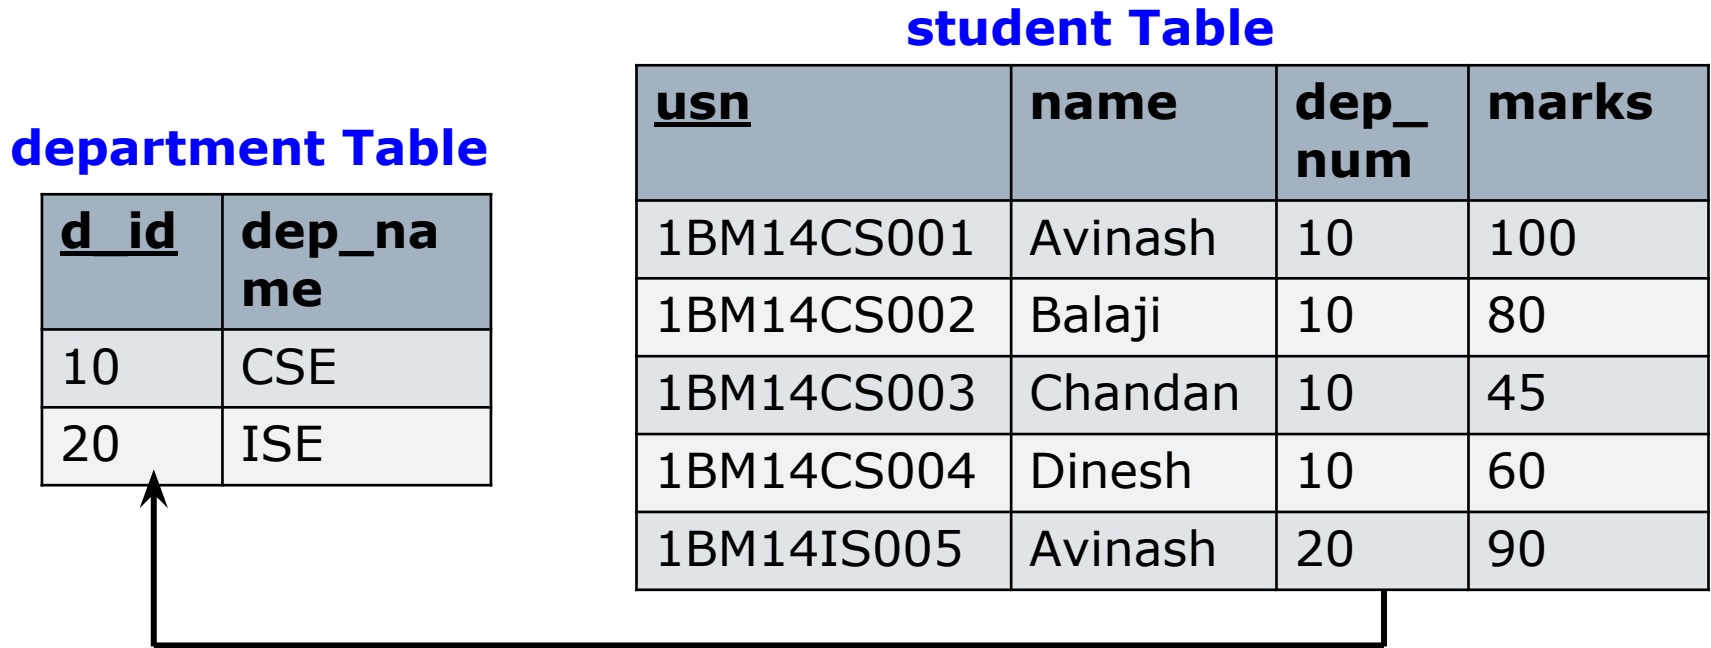 student Table
usn name dep_ marks
num
1BM14CS001 Avinash 10 100
1BM14CS002 Balaji 10 80
1BM14CS003 Chandan 10 45
1BM14CS004 Dinesh 10 60
1BM14IS005 Avinash 20 90
department Table
d_id dep_na
me
10 CSE
20 ISE